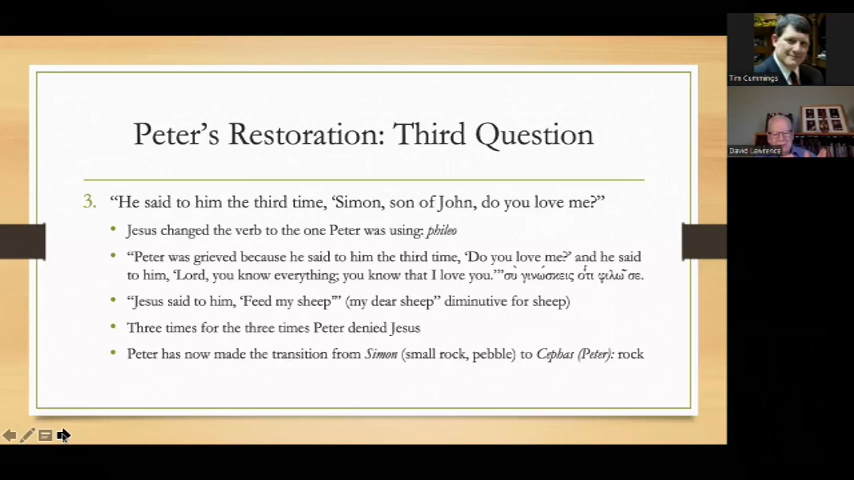 Peter's Restoration: Third Question
3. "He said to him the third time, 'Simon, son of John, do you love me?"
• Jesus changed the verb to the one Peter was using: phileo
• "Peter was grieved because he said to him the third time, 'Do you love me?' and he said
to him, 'Lord, you know everything; you know that I love you.'"σὺ γινώσκεις ὅτι φιλῶ σε.
• "Jesus said to him, 'Feed my sheep'" (my dear sheep" diminutive for sheep)
• Three times for the three times Peter denied Jesus
• Peter has now made the transition from Simon (small rock, pebble) to Cephas (Peter): rock
Tim Cummings
David Lawrence